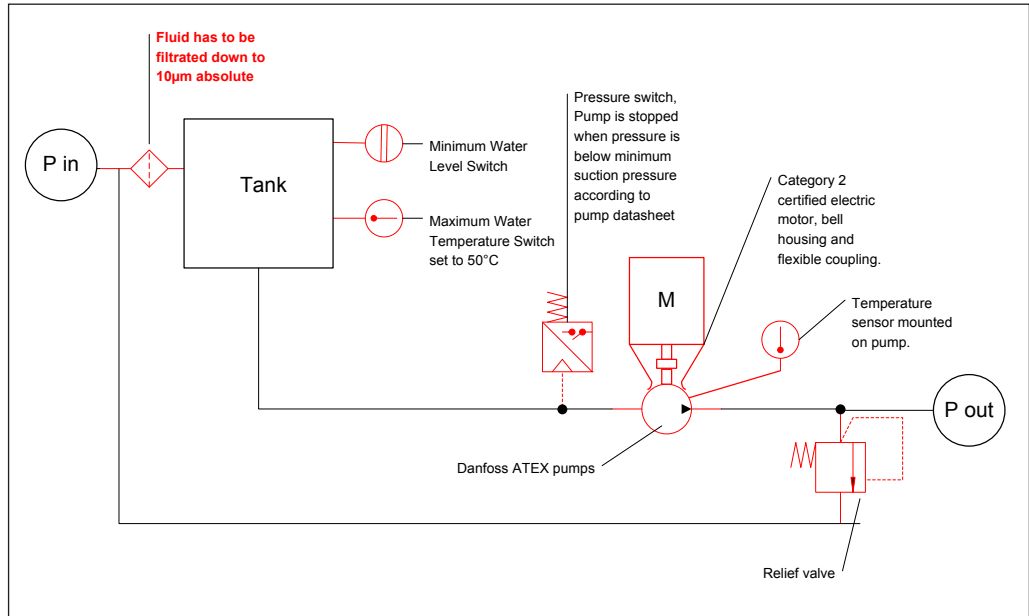 Fluid has to be
filtrated down to
10µm absolute
P in
Tank
Minimum Water
Level Switch
Maximum Water
Temperature Switch
set to 50°C
Pressure switch,
Pump is stopped
when pressure is
below minimum
suction pressure
according to
pump datasheet
Category 2
certified electric
motor, bell
housing and
flexible coupling.
M
Temperature
sensor mounted
on pump.
P out
Danfoss ATEX pumps
Relief valve